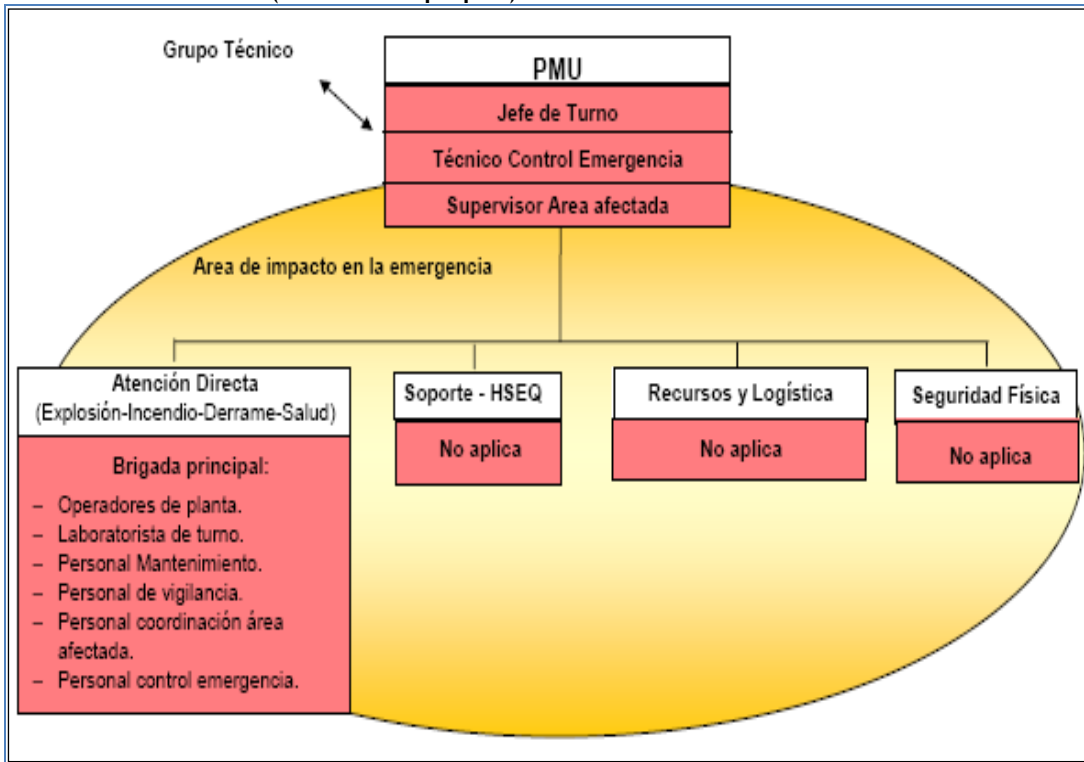 Grupo Técnico
PMU
Jefe de Turno
Técnico Control Emergencia
Supervisor Area afectada
Area de impacto en la emergencia
Atención Directa
(Explosión-Incendio-Derrame-Salud)
Brigada principal:
– Operadores de planta.
– Laboratorista de turno.
– Personal Mantenimiento.
– Personal de vigilancia.
– Personal coordinación área
afectada.
– Personal control emergencia.
Soporte - HSEQ
No aplica
Recursos y Logística
No aplica
Seguridad Física
No aplica